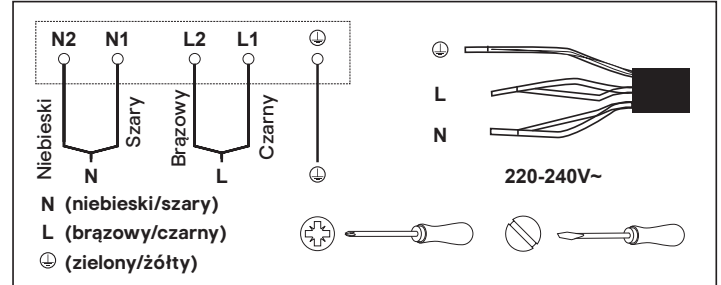 N2 N1 L2 L1
Niebieski
Szary
Brązowy
Czarny
N L
N (niebieski/szary)
L (brązowy/czarny)
(zielony/żółty)
L
N
220-240V~